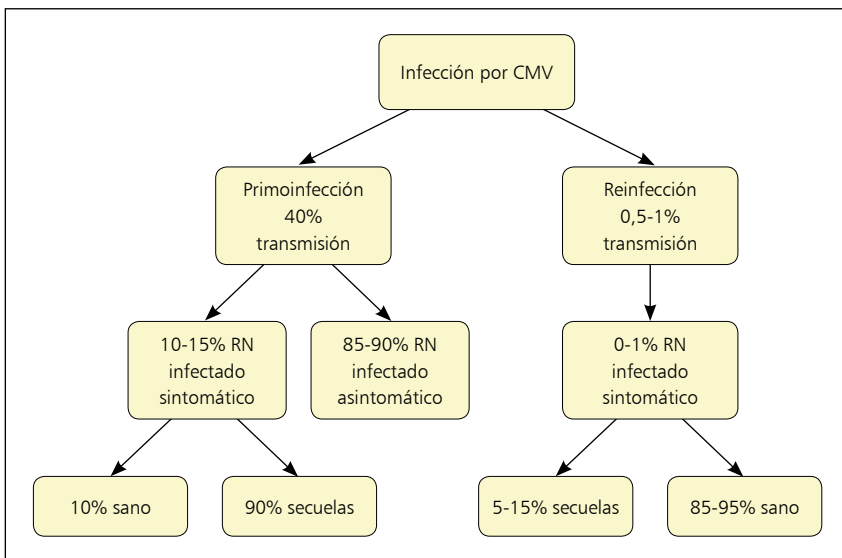 Infección por CMV
Primoinfección
40%
transmisión
Reinfección
0,5-1%
transmisión
10-15% RN
infectado
sintomático
85-90% RN
infectado
asintomático
0-1% RN
infectado
sintomático
10% sano
90% secuelas
5-15% secuelas
85-95% sano